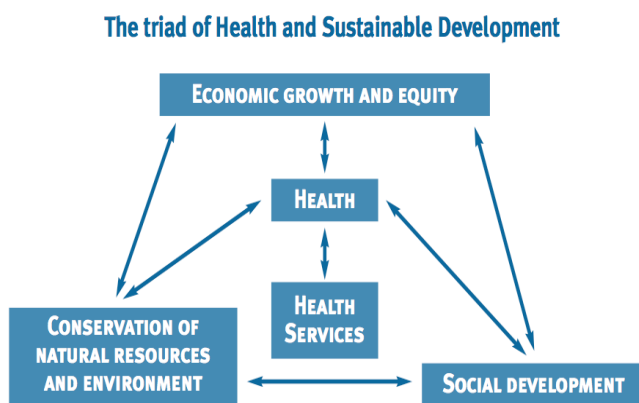 The triad of Health and Sustainable Development
ECONOMIC GROWTH AND EQUITY
HEALTH
HEALTH
SERVICES
CONSERVATION OF
NATURAL RESOURCES
AND ENVIRONMENT
SOCIAL DEVELOPMENT